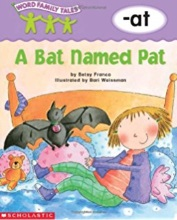 WORD FAMILY TALES
-at
A Bat Named Pat
by Betsy Franco
Illustrated by Bari Weissman
SCHOLASTIC